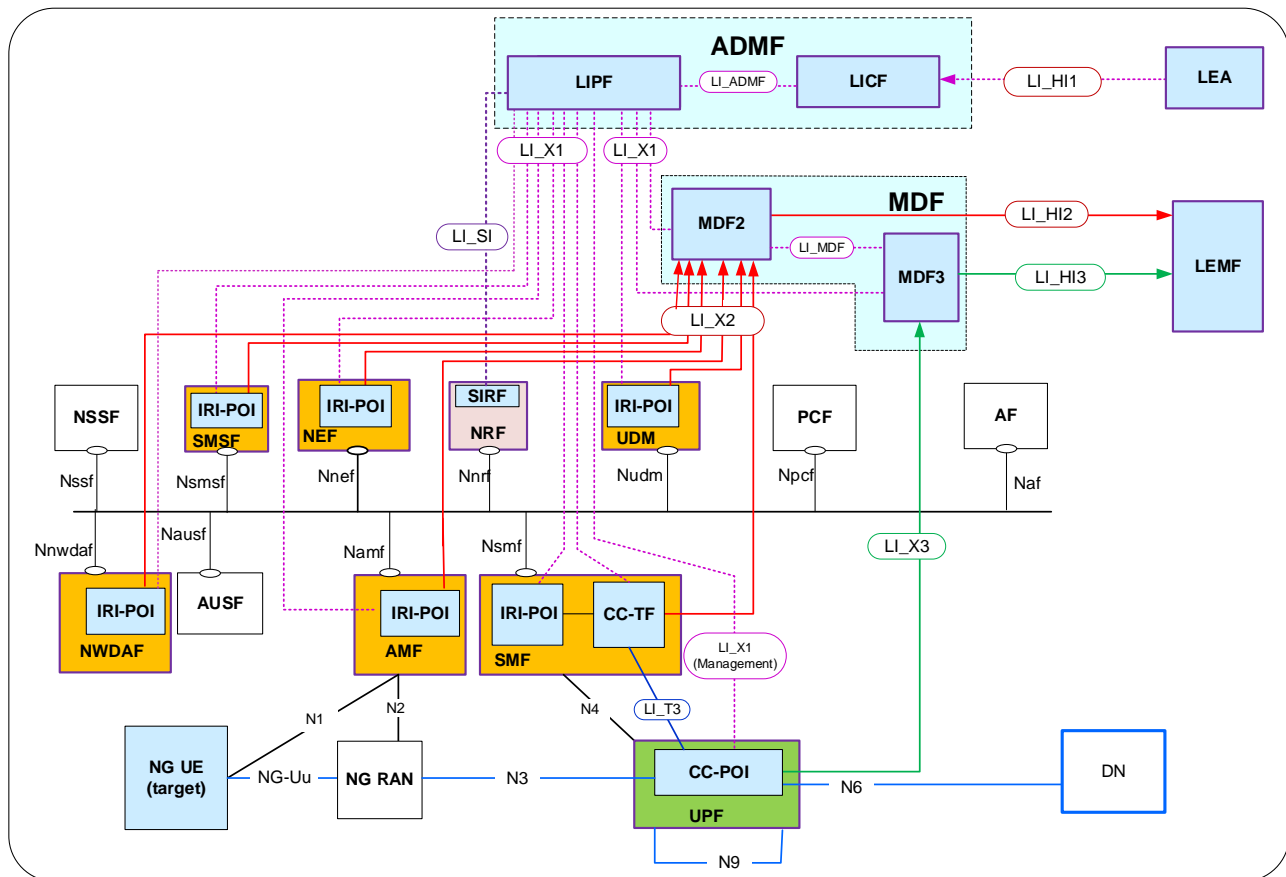 ADMF
LIPF
LI_ADMF
LICF
LI_HI1
LEA
LI_X1
LI_X1
MDF
MDF2
LI_HI2
LI_SI
LI_MDF
LEMF
MDF3
LI_HI3
LI_X2
NSSF
IRI-POI
SMSF
IRI-POI
NEF
SIRF
NRF
IRI-POI
UDM
PCF
AF
Nssf
Nsmsf
Nnef
Nnrf
Nudm
Npcf
Naf
Nnwdaf
Nausf
Namf
Nsmf
LI_X3
IRI-POI
NWDAF
AUSF
IRI-POI
AMF
IRI-POI
CC-TF
SMF
LI_X1
(Management)
N1
N2
N4
LI_T3
NG UE
(target)
NG-Uu
NG RAN
N3
CC-POI
UPF
N6
DN
N9